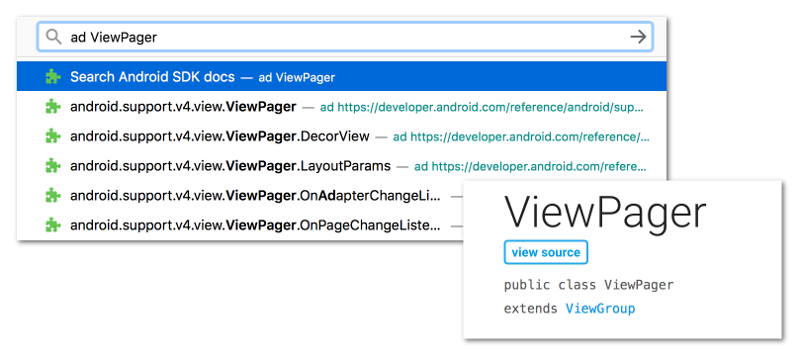 ad ViewPager
Search Android SDK docs — ad ViewPager
android.support.v4.view.ViewPager — ad https://developer.android.com/reference/android/sup...
android.support.v4.view.ViewPager.DecorView — ad https://developer.android.com/reference/...
android.support.v4.view.ViewPager.LayoutParams — ad https://developer.android.com/refere...
android.support.v4.view.ViewPager.OnAdapterChangeLi... —
android.support.v4.view.ViewPager.OnPageChangeListe... —
ViewPager
view source
public class ViewPager
extends ViewGroup